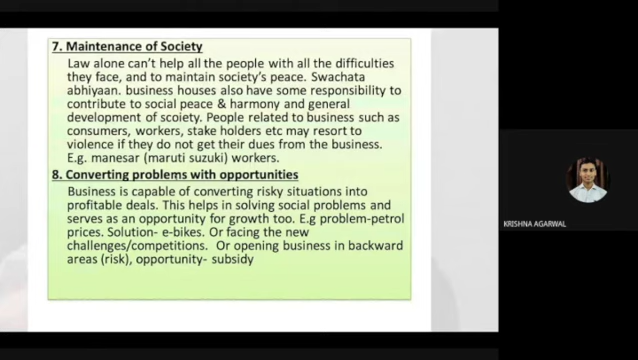 7. Maintenance of Society
Law alone can't help all the people with all the difficulties
they face, and to maintain society's peace. Swachata
abhiyaan. business houses also have some responsibility to
contribute to social peace & harmony and general
development of scoiety. People related to business such as
consumers, workers, stake holders etc may resort to
violence if they do not get their dues from the business.
E.g. manesar (maruti suzuki) workers.
8. Converting problems with opportunities
Business is capable of converting risky situations into
profitable deals. This helps in solving social problems and
serves as an opportunity for growth too. E.g problem-petrol
prices. Solution- e-bikes. Or facing the new
challenges/competitions. Or opening business in backward
areas (risk), opportunity- subsidy
KRISHNA AGARWAL